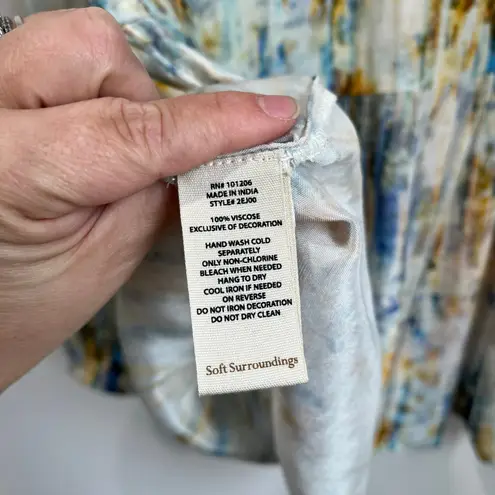 RN# 101206
MADE IN INDIA
STYLE# 2EJ00
100% VISCOSE
EXCLUSIVE OF DECORATION
HAND WASH COLD
SEPARATELY
ONLY NON-CHLORINE
BLEACH WHEN NEEDED
HANG TO DRY
COOL IRON IF NEEDED
ON REVERSE
DO NOT IRON DECORATION
DO NOT DRY CLEAN
Soft Surroundings